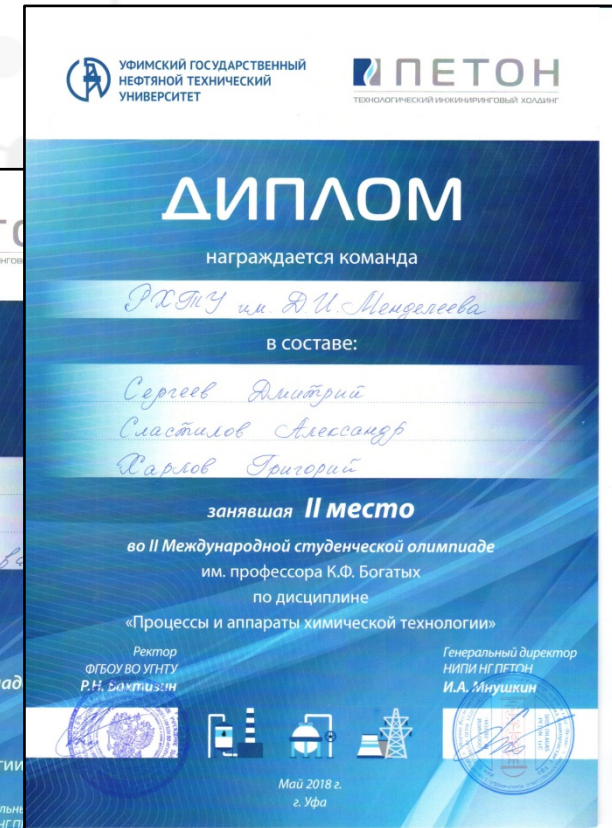 УФИМСКИЙ ГОСУДАРСТВЕННЫЙ
НЕФТЯНОЙ ТЕХНИЧЕСКИЙ
УНИВЕРСИТЕТ
ПЕТОН
ТЕХНОЛОГИЧЕСКИЙ ИНЖИНИРИНГОВЫЙ ХОЛДИНГ
ДИПЛОМ
награждается команда
РХТУ им. Д.И. Менделеева
в составе:
Сергеев Дмитрий
Сластилов Александр
Харлов Григорий
занявшая II место
во II Международной студенческой олимпиаде
им. профессора К.Ф. Богатых
по дисциплине
«Процессы и аппараты химической технологии»
Ректор
ФГБОУ ВО УГНТУ
Р.Н. Бахтизин
Генеральный директор
НИПИ НГ ПЕТОН
И.А. Мнушкин
Май 2018 г.
г. Уфа